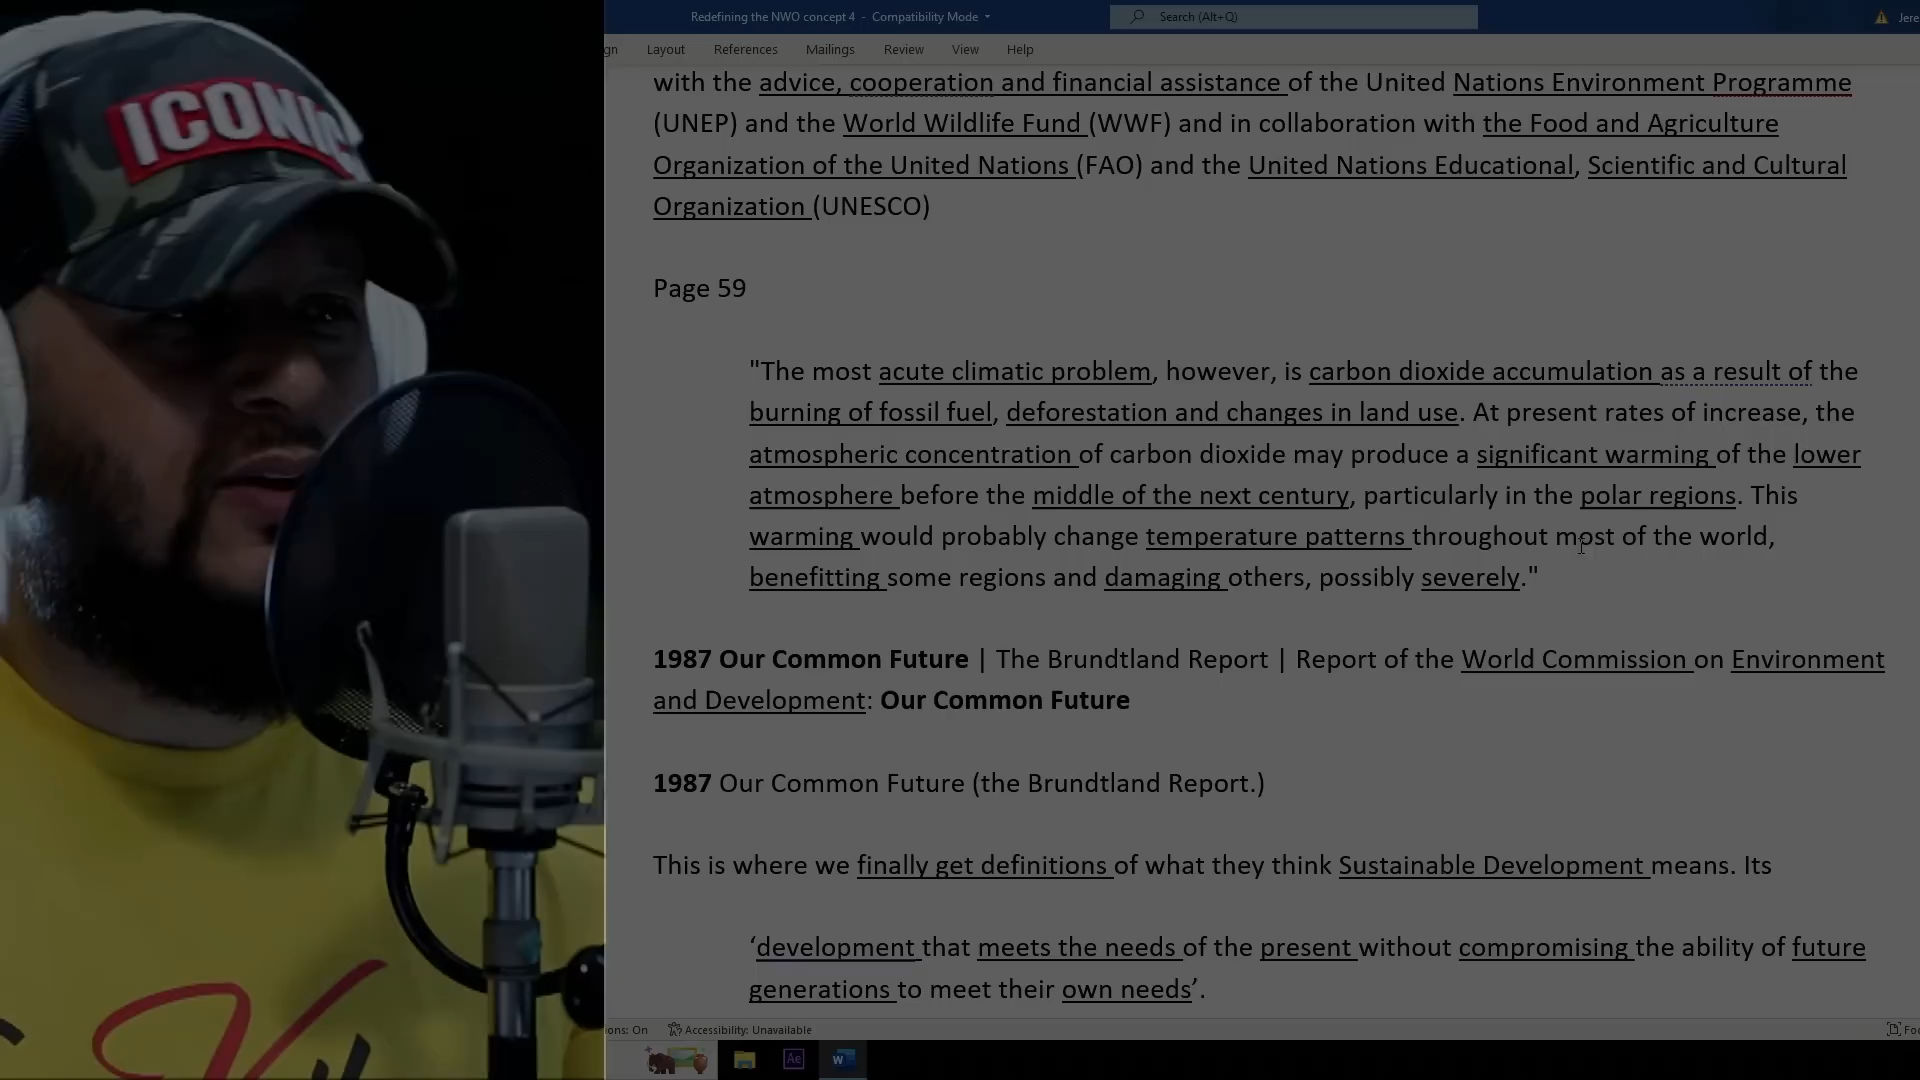 ICONIC
Redefining the NWO concept 4 - Compatibility Mode
Search (Alt+Q)
Jere
gn Layout References Mailings Review View Help
with the advice, cooperation and financial assistance of the United Nations Environment Programme
(UNEP) and the World Wildlife Fund (WWF) and in collaboration with the Food and Agriculture
Organization of the United Nations (FAO) and the United Nations Educational, Scientific and Cultural
Organization (UNESCO)
Page 59
"The most acute climatic problem, however, is carbon dioxide accumulation as a result of the
burning of fossil fuel, deforestation and changes in land use. At present rates of increase, the
atmospheric concentration of carbon dioxide may produce a significant warming of the lower
atmosphere before the middle of the next century, particularly in the polar regions. This
warming would probably change temperature patterns throughout most of the world,
benefitting some regions and damaging others, possibly severely."
1987 Our Common Future | The Brundtland Report | Report of the World Commission on Environment
and Development: Our Common Future
1987 Our Common Future (the Brundtland Report.)
This is where we finally get definitions of what they think Sustainable Development means. Its
‘development that meets the needs of the present without compromising the ability of future
generations to meet their own needs’.
ons: On Accessibility: Unavailable
Foc
Ae
W